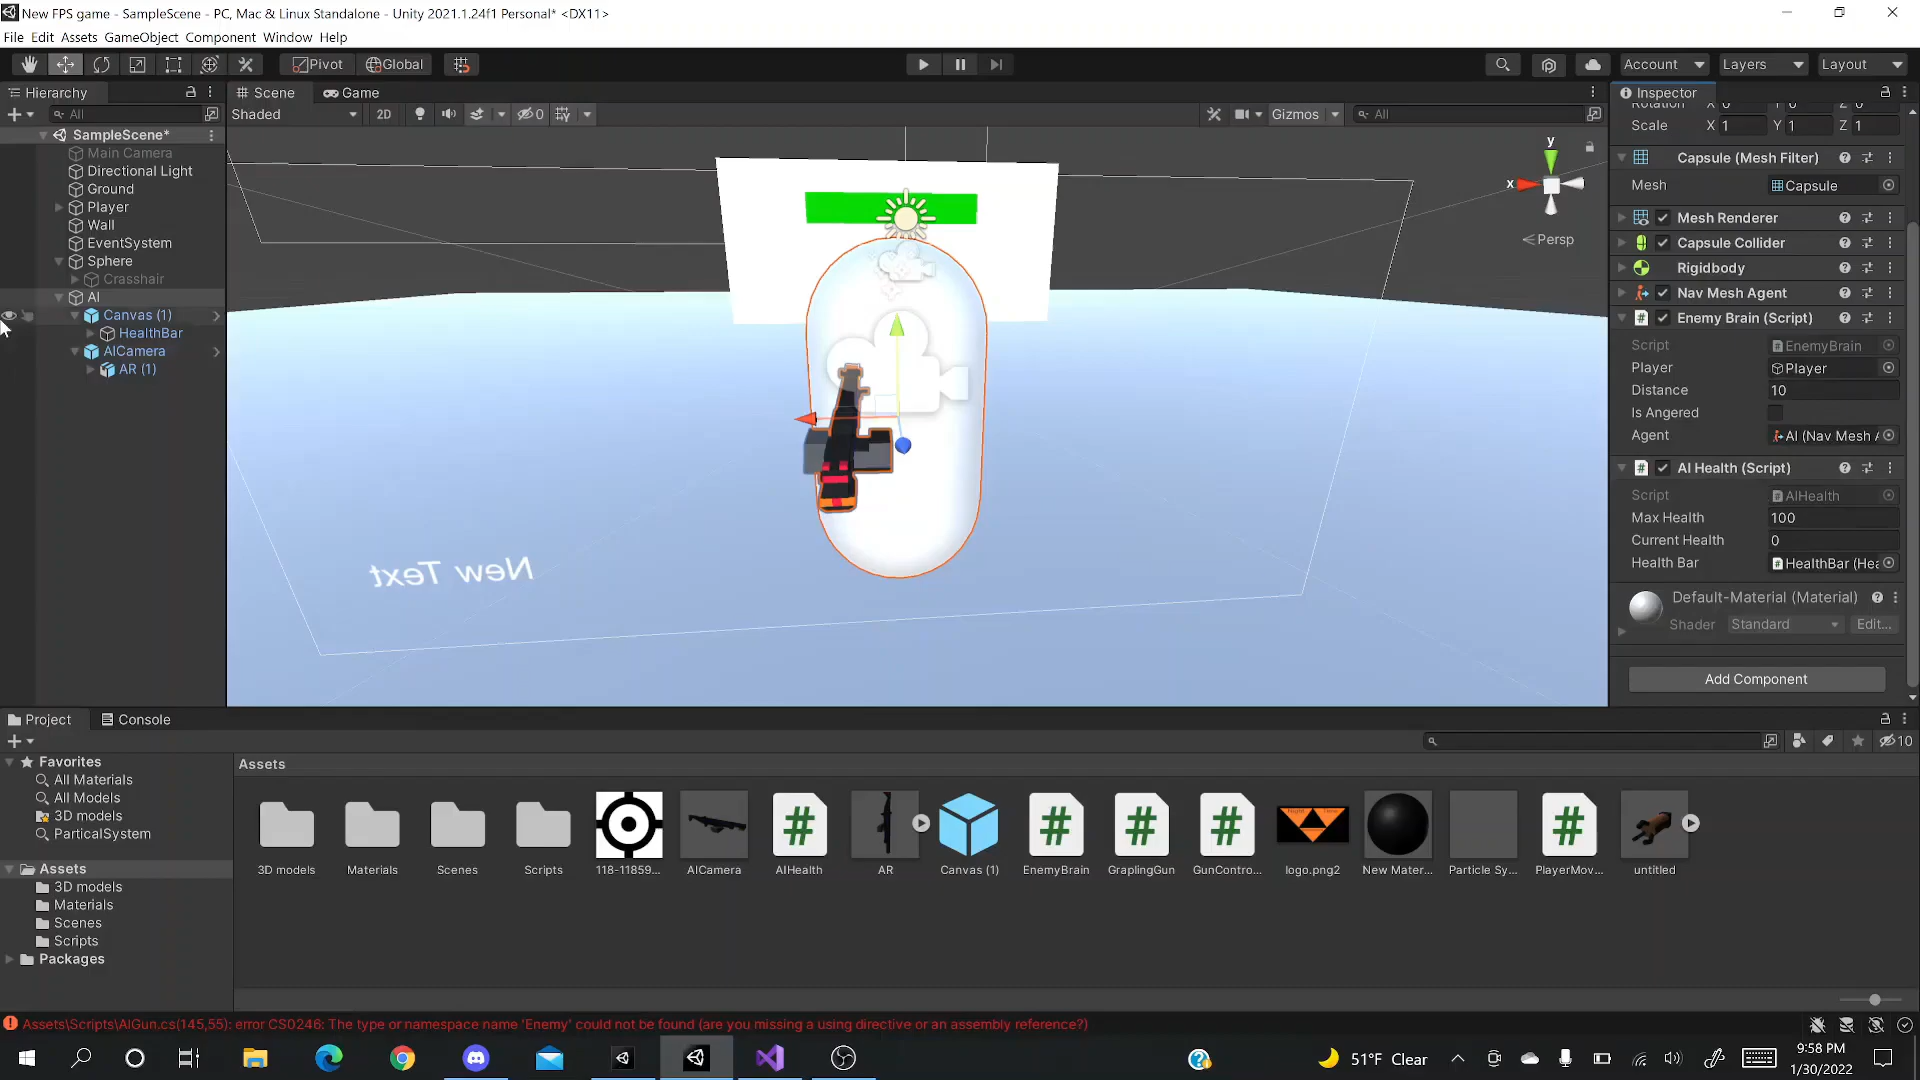 New FPS game - SampleScene - PC, Mac & Linux Standalone - Unity 2021.1.24f1 Personal* <DX11>
File Edit Assets GameObject Component Window Help
Pivot Global Account Layers Layout
Hierarchy Scene Game Inspector
All Shaded 2D 0 Gizmos All
SampleScene*
Main Camera
Directional Light
Ground
Player
Wall
EventSystem
Sphere
Crasshair
AI
Canvas (1)
HealthBar
AICamera
AR (1)
y
x
Persp
New Text
Rotation X 0 Y 0 Z 0
Scale X 1 Y 1 Z 1
Capsule (Mesh Filter)
Mesh Capsule
Mesh Renderer
Capsule Collider
Rigidbody
Nav Mesh Agent
Enemy Brain (Script)
Script EnemyBrain
Player Player
Distance 10
Is Angered
Agent AI (Nav Mesh A
AI Health (Script)
Script AIHealth
Max Health 100
Current Health 0
Health Bar HealthBar (Hea
Default-Material (Material)
Shader Standard Edit...
Add Component
Project Console
10
Favorites
All Materials
All Models
3D models
ParticalSystem
Assets
3D models
Materials
Scenes
Scripts
Packages
Assets
3D models Materials Scenes Scripts 118-11859... AICamera AIHealth AR Canvas (1) EnemyBrain GraplingGun GunContro... logo.png2 New Mater... Particle Sy... PlayerMov... untitled
Assets\Scripts\AIGun.cs(145,55): error CS0246: The type or namespace name 'Enemy' could not be found (are you missing a using directive or an assembly reference?)
51°F Clear
9:58 PM
1/30/2022